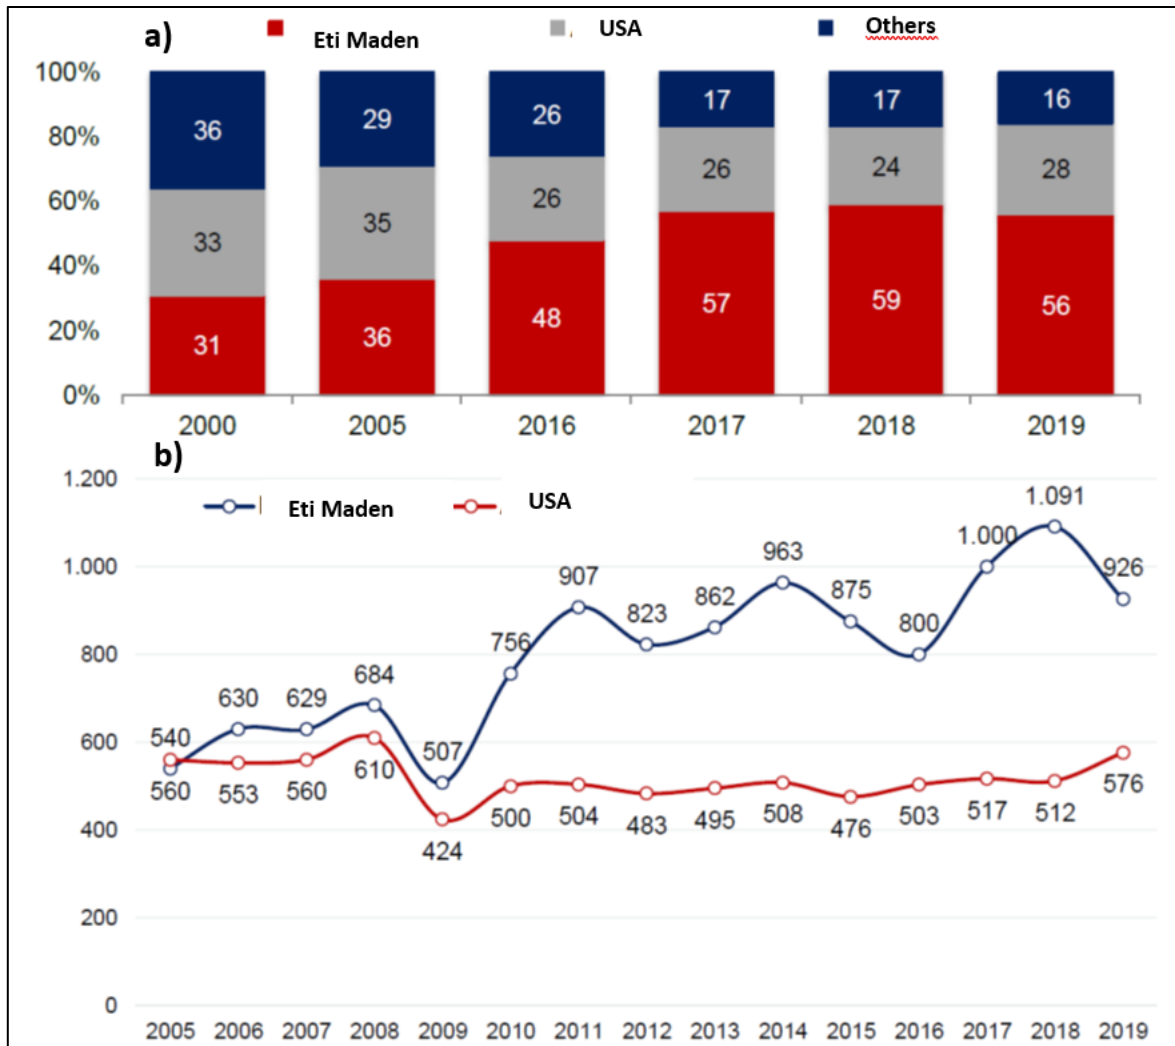 a) Eti Maden USA Others
100% 36 29 26 17 17 16
80%
60% 33 35 26 26 24 28
40%
20% 31 36 48 57 59 56
0%
2000 2005 2016 2017 2018 2019
b)
1.200
Eti Maden USA
1.000
800
600
400
200
0
540 630 629 684 507 756 907 823 862 963 875 800 1.000 1.091 926
560 553 560 610 424 500 504 483 495 508 476 503 517 512 576
2005 2006 2007 2008 2009 2010 2011 2012 2013 2014 2015 2016 2017 2018 2019